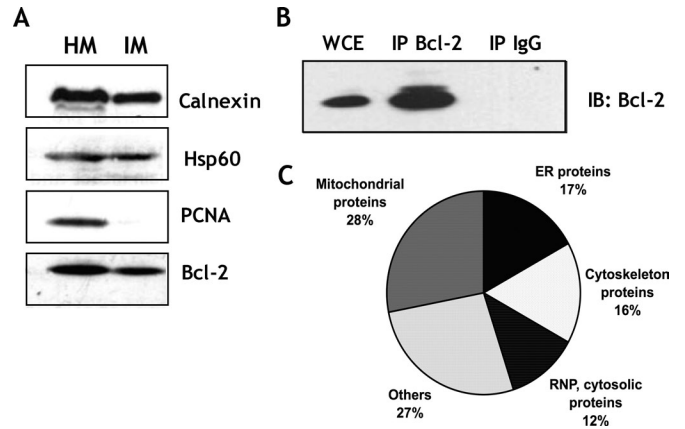 A
HM IM
Calnexin
Hsp60
PCNA
Bcl-2
B
WCE IP Bcl-2 IP IgG
IB: Bcl-2
C
Mitochondrial
proteins
28%
ER proteins
17%
Cytoskeleton
proteins
16%
RNP, cytosolic
proteins
12%
Others
27%